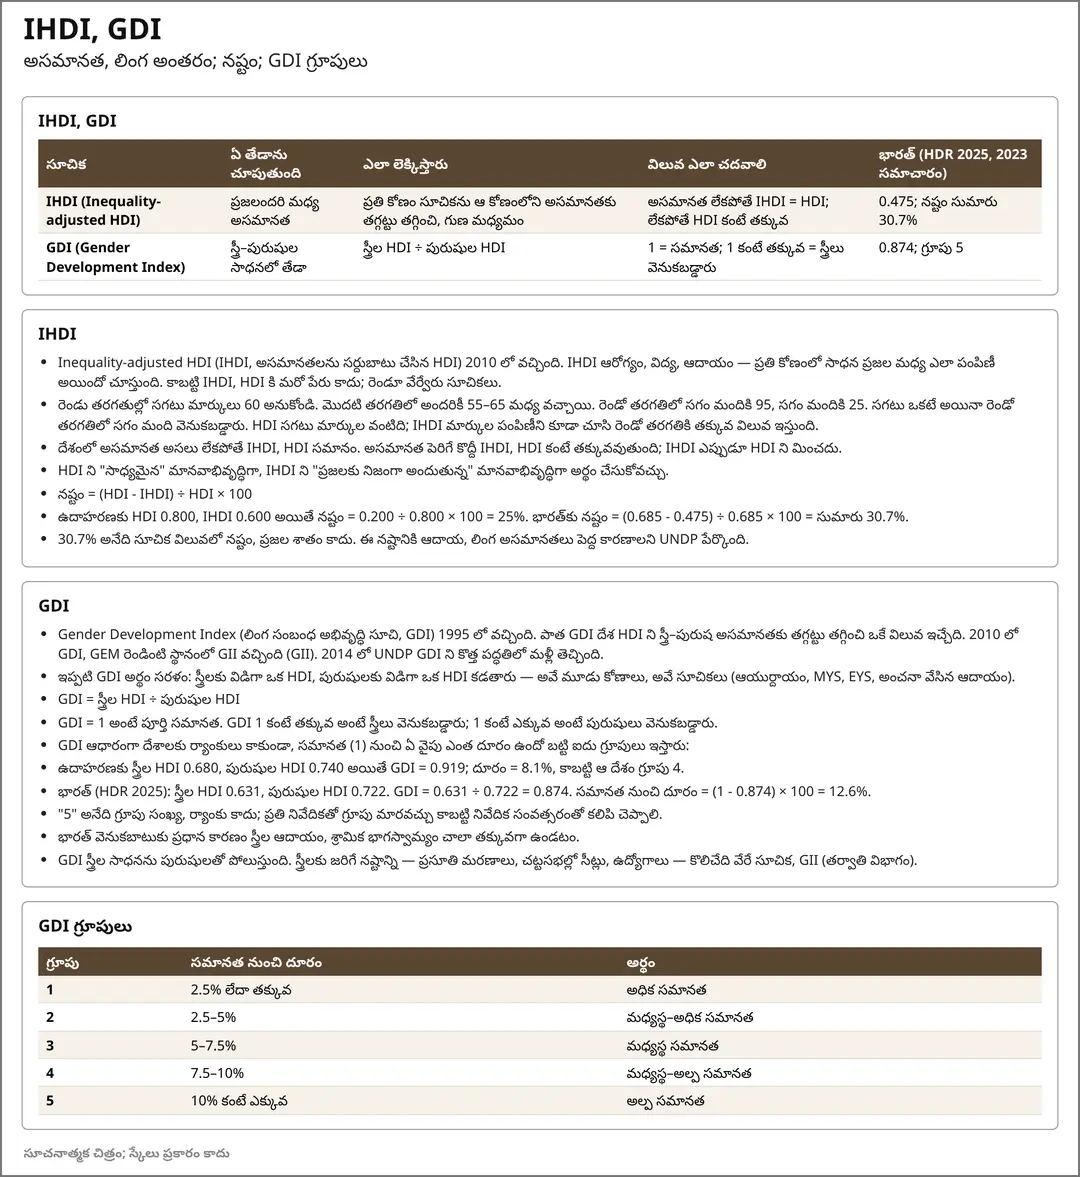 IHDI, GDI
అసమానత, లింగ అంతరం; నష్టం; GDI గ్రూపులు
IHDI, GDI
సూచిక
ఏ తేడాను
చూపుతుంది
ఎలా లెక్కిస్తారు
విలువ ఎలా చదవాలి
భారత్ (HDR 2025, 2023
సమాచారం)
IHDI (Inequality-
adjusted HDI)
ప్రజలందరి మధ్య
అసమానత
ప్రతి కోణం సూచికను ఆ కోణంలోని అసమానతకు
తగ్గట్టు తగ్గించి, గుణ మధ్యమం
అసమానత లేకపోతే IHDI = HDI;
లేకపోతే HDI కంటే తక్కువ
0.475; నష్టం సుమారు
30.7%
GDI (Gender
Development Index)
స్త్రీ–పురుషుల
సాధనలో తేడా
స్త్రీల HDI ÷ పురుషుల HDI
1 = సమానత; 1 కంటే తక్కువ = స్త్రీలు
వెనుకబడ్డారు
0.874; గ్రూపు 5
IHDI
• Inequality-adjusted HDI (IHDI, అసమానతలను సర్దుబాటు చేసిన HDI) 2010 లో వచ్చింది. IHDI ఆరోగ్యం, విద్య, ఆదాయం — ప్రతి కోణంలో సాధన ప్రజల మధ్య ఎలా పంపిణీ
అయిందో చూస్తుంది. కాబట్టి IHDI, HDI కి మరో పేరు కాదు; రెండూ వేర్వేరు సూచికలు.
• రెండు తరగతుల్లో సగటు మార్కులు 60 అనుకోండి. మొదటి తరగతిలో అందరికీ 55–65 మధ్య వచ్చాయి. రెండో తరగతిలో సగం మందికి 95, సగం మందికి 25. సగటు ఒకటే అయినా రెండో
తరగతిలో సగం మంది వెనుకబడ్డారు. HDI సగటు మార్కుల వంటిది; IHDI మార్కుల పంపిణీని కూడా చూసి రెండో తరగతికి తక్కువ విలువ ఇస్తుంది.
• దేశంలో అసమానత అసలు లేకపోతే IHDI, HDI సమానం. అసమానత పెరిగే కొద్దీ IHDI, HDI కంటే తక్కువవుతుంది; IHDI ఎప్పుడూ HDI ని మించదు.
• HDI ని "సాధ్యమైన" మానవాభివృద్ధిగా, IHDI ని "ప్రజలకు నిజంగా అందుతున్న" మానవాభివృద్ధిగా అర్థం చేసుకోవచ్చు.
• నష్టం = (HDI - IHDI) ÷ HDI × 100
• ఉదాహరణకు HDI 0.800, IHDI 0.600 అయితే నష్టం = 0.200 ÷ 0.800 × 100 = 25%. భారత్‌కు నష్టం = (0.685 - 0.475) ÷ 0.685 × 100 = సుమారు 30.7%.
• 30.7% అనేది సూచిక విలువలో నష్టం, ప్రజల శాతం కాదు. ఈ నష్టానికి ఆదాయ, లింగ అసమానతలు పెద్ద కారణాలని UNDP పేర్కొంది.
GDI
• Gender Development Index (లింగ సంబంధ అభివృద్ధి సూచి, GDI) 1995 లో వచ్చింది. పాత GDI దేశ HDI ని స్త్రీ–పురుష అసమానతకు తగ్గట్టు తగ్గించి ఒకే విలువ ఇచ్చేది. 2010 లో
GDI, GEM రెండింటి స్థానంలో GII వచ్చింది (GII). 2014 లో UNDP GDI ని కొత్త పద్ధతిలో మళ్లీ తెచ్చింది.
• ఇప్పటి GDI అర్థం సరళం: స్త్రీలకు విడిగా ఒక HDI, పురుషులకు విడిగా ఒక HDI కడతారు — అవే మూడు కోణాలు, అవే సూచికలు (ఆయుర్దాయం, MYS, EYS, అంచనా వేసిన ఆదాయం).
• GDI = స్త్రీల HDI ÷ పురుషుల HDI
• GDI = 1 అంటే పూర్తి సమానత. GDI 1 కంటే తక్కువ అంటే స్త్రీలు వెనుకబడ్డారు; 1 కంటే ఎక్కువ అంటే పురుషులు వెనుకబడ్డారు.
• GDI ఆధారంగా దేశాలకు ర్యాంకులు కాకుండా, సమానత (1) నుంచి ఏ వైపు ఎంత దూరం ఉందో బట్టి ఐదు గ్రూపులు ఇస్తారు:
• ఉదాహరణకు స్త్రీల HDI 0.680, పురుషుల HDI 0.740 అయితే GDI = 0.919; దూరం = 8.1%, కాబట్టి ఆ దేశం గ్రూపు 4.
• భారత్ (HDR 2025): స్త్రీల HDI 0.631, పురుషుల HDI 0.722. GDI = 0.631 ÷ 0.722 = 0.874. సమానత నుంచి దూరం = (1 - 0.874) × 100 = 12.6%.
• "5" అనేది గ్రూపు సంఖ్య, ర్యాంకు కాదు; ప్రతి నివేదికతో గ్రూపు మారవచ్చు కాబట్టి నివేదిక సంవత్సరంతో కలిపి చెప్పాలి.
• భారత్ వెనుకబాటుకు ప్రధాన కారణం స్త్రీల ఆదాయం, శ్రామిక భాగస్వామ్యం చాలా తక్కువగా ఉండటం.
• GDI స్త్రీల సాధనను పురుషులతో పోలుస్తుంది. స్త్రీలకు జరిగే నష్టాన్ని — ప్రసూతి మరణాలు, చట్టసభల్లో సీట్లు, ఉద్యోగాలు — కొలిచేది వేరే సూచిక, GII (తర్వాతి విభాగం).
GDI గ్రూపులు
గ్రూపు
సమానత నుంచి దూరం
అర్థం
1
2.5% లేదా తక్కువ
అధిక సమానత
2
2.5–5%
మధ్యస్థ–అధిక సమానత
3
5–7.5%
మధ్యస్థ సమానత
4
7.5–10%
మధ్యస్థ–అల్ప సమానత
5
10% కంటే ఎక్కువ
అల్ప సమానత
సూచనాత్మక చిత్రం; స్కేలు ప్రకారం కాదు